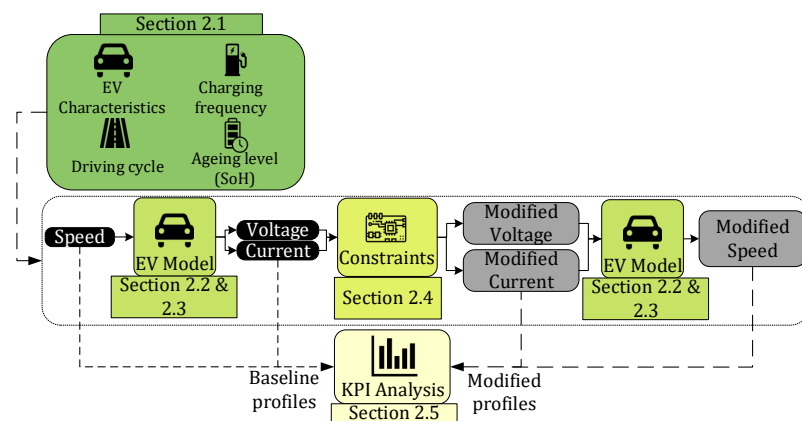 Section 2.1
EV
Characteristics
Charging
frequency
Driving cycle
Ageing level
(SoH)
Speed
EV Model
Section 2.2 &
2.3
Voltage
Current
Constraints
Section 2.4
Modified
Voltage
Modified
Current
EV Model
Section 2.2 &
2.3
Modified
Speed
Baseline
profiles
KPI Analysis
Section 2.5
Modified
profiles